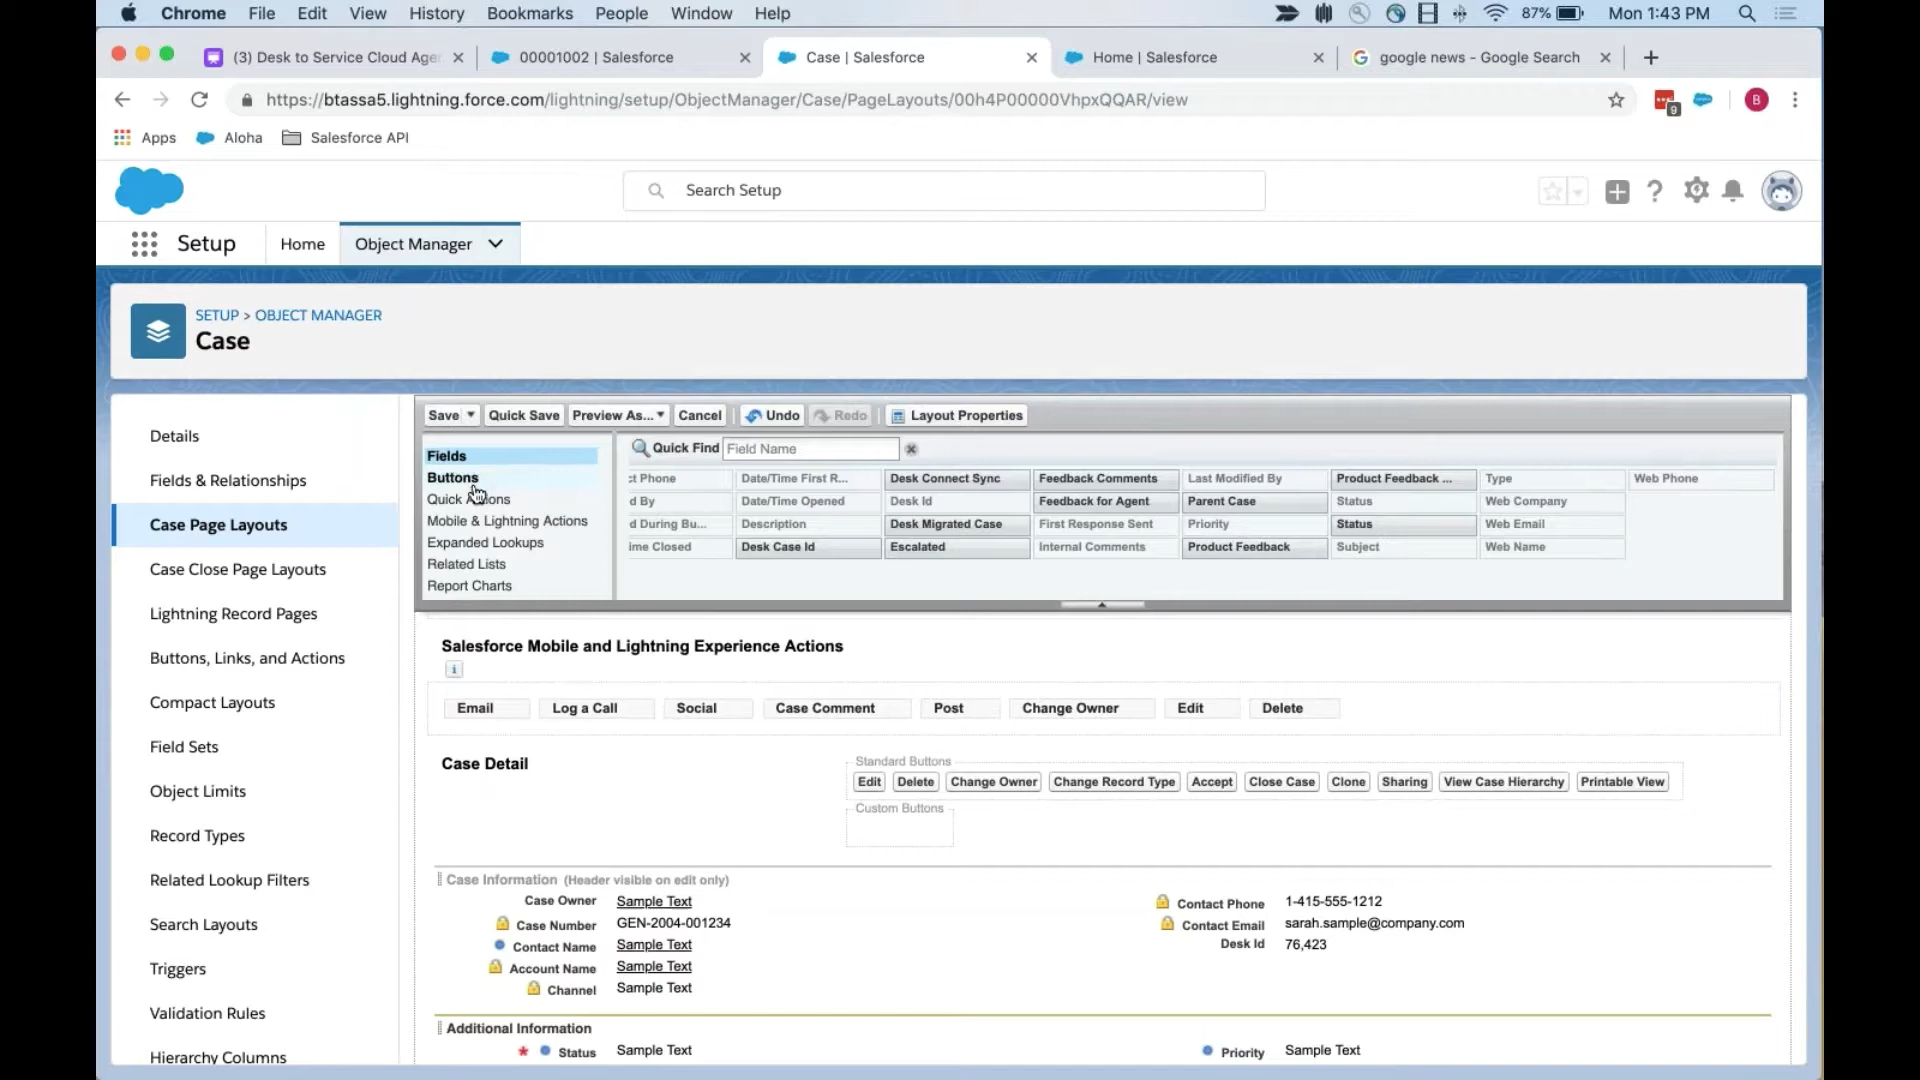 Chrome File Edit View History Bookmarks People Window Help 87% Mon 1:43 PM
(3) Desk to Service Cloud Age 00001002 | Salesforce Case | Salesforce Home | Salesforce google news - Google Search
https://btassa5.lightning.force.com/lightning/setup/ObjectManager/Case/PageLayouts/00h4P00000VhpxQQAR/view 9 B
Apps Aloha Salesforce API
Search Setup
Setup Home Object Manager
SETUP > OBJECT MANAGER
Case
Details
Fields & Relationships
Case Page Layouts
Case Close Page Layouts
Lightning Record Pages
Buttons, Links, and Actions
Compact Layouts
Field Sets
Object Limits
Record Types
Related Lookup Filters
Search Layouts
Triggers
Validation Rules
Hierarchy Columns
Save Quick Save Preview As... Cancel Undo Redo Layout Properties
Fields
Buttons
Quick Actions
Mobile & Lightning Actions
Expanded Lookups
Related Lists
Report Charts
Quick Find Field Name
ct Phone Date/Time First R... Desk Connect Sync Feedback Comments Last Modified By Product Feedback ... Type Web Phone
d By Date/Time Opened Desk Id Feedback for Agent Parent Case Status Web Company
d During Bu... Description Desk Migrated Case First Response Sent Priority Status Web Email
ime Closed Desk Case Id Escalated Internal Comments Product Feedback Subject Web Name
Salesforce Mobile and Lightning Experience Actions
i
Email Log a Call Social Case Comment Post Change Owner Edit Delete
Case Detail
Standard Buttons
Edit Delete Change Owner Change Record Type Accept Close Case Clone Sharing View Case Hierarchy Printable View
Custom Buttons
Case Information (Header visible on edit only)
Case Owner Sample Text Contact Phone 1-415-555-1212
Case Number GEN-2004-001234 Contact Email sarah.sample@company.com
Contact Name Sample Text Desk Id 76,423
Account Name Sample Text
Channel Sample Text
Additional Information
* Status Sample Text Priority Sample Text